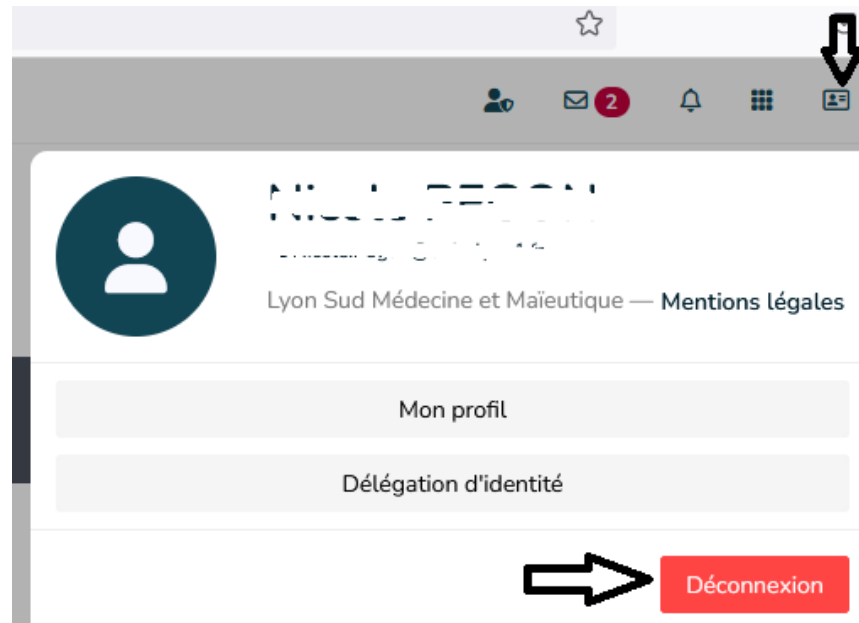 2
Lyon Sud Médecine et Maïeutique — Mentions légales
Mon profil
Délégation d'identité
Déconnexion